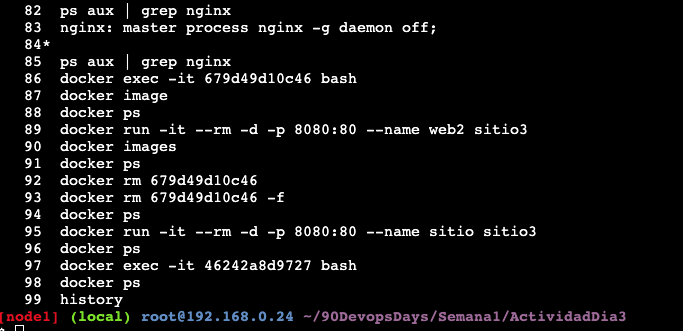 82 ps aux | grep nginx
83 nginx: master process nginx -g daemon off;
84*
85 ps aux | grep nginx
86 docker exec -it 679d49d10c46 bash
87 docker image
88 docker ps
89 docker run -it --rm -d -p 8080:80 --name web2 sitio3
90 docker images
91 docker ps
92 docker rm 679d49d10c46
93 docker rm 679d49d10c46 -f
94 docker ps
95 docker run -it --rm -d -p 8080:80 --name sitio sitio3
96 docker ps
97 docker exec -it 46242a8d9727 bash
98 docker ps
99 history
[node1] (local) root@192.168.0.24 ~/90DevopsDays/Semana1/ActividadDia3